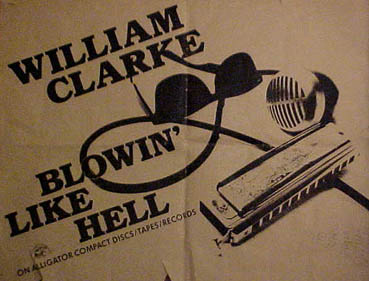 WILLIAM
CLARKE
BLOWIN'
LIKE
HELL
ON ALLIGATOR COMPACT DISCS/TAPES/RECORDS